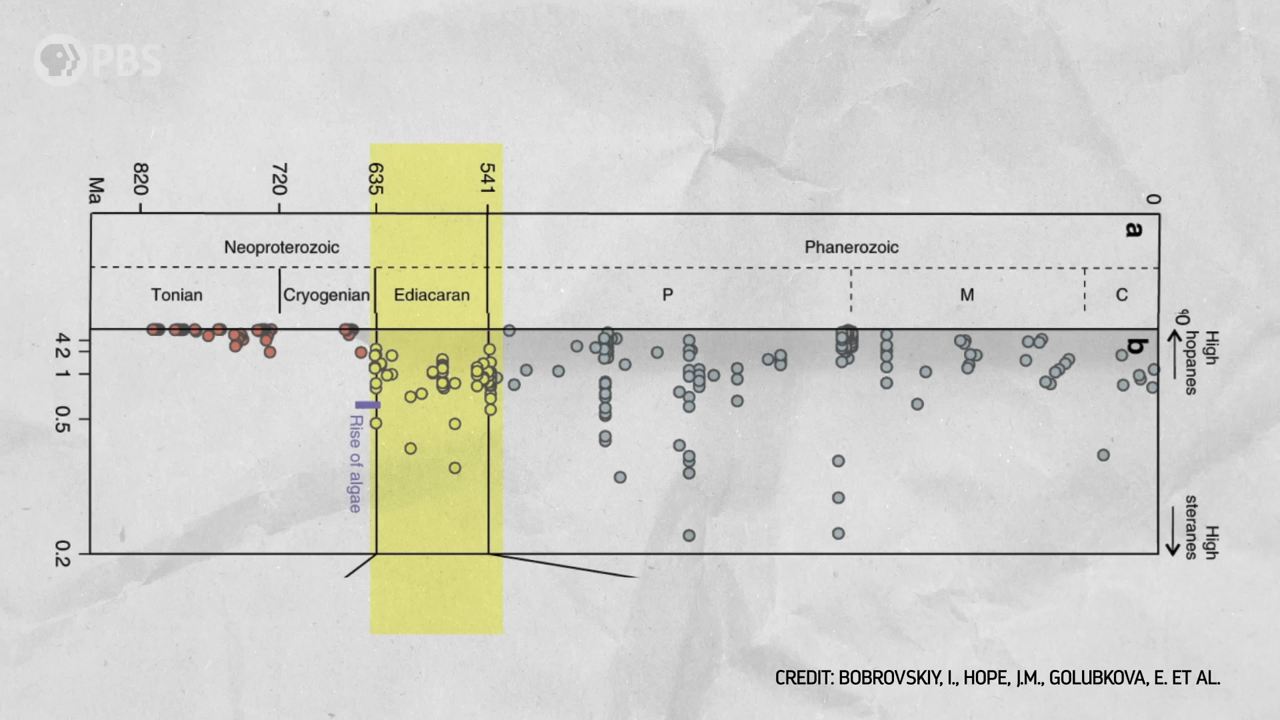 PBS
Ma
820
720
635
541
0
a
Neoproterozoic
Phanerozoic
Tonian
Cryogenian
Ediacaran
P
M
C
b
4
2
1
0.5
0.2
Rise of algae
High
hopanes
High
steranes
CREDIT: BOBROVSKIY, I., HOPE, J.M., GOLUBKOVA, E. ET AL.